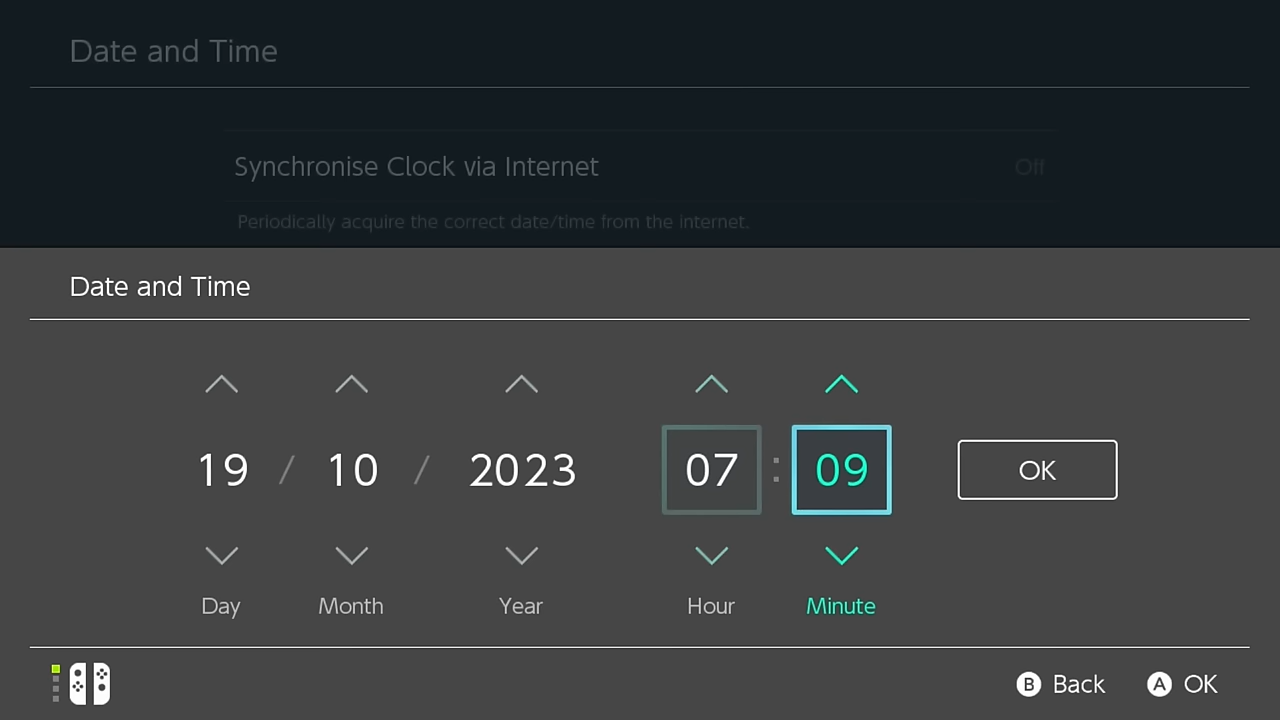 Date and Time
Synchronise Clock via Internet Off
Periodically acquire the correct date/time from the internet.
Date and Time
19 / 10 / 2023 07 : 09 OK
Day Month Year Hour Minute
B Back A OK